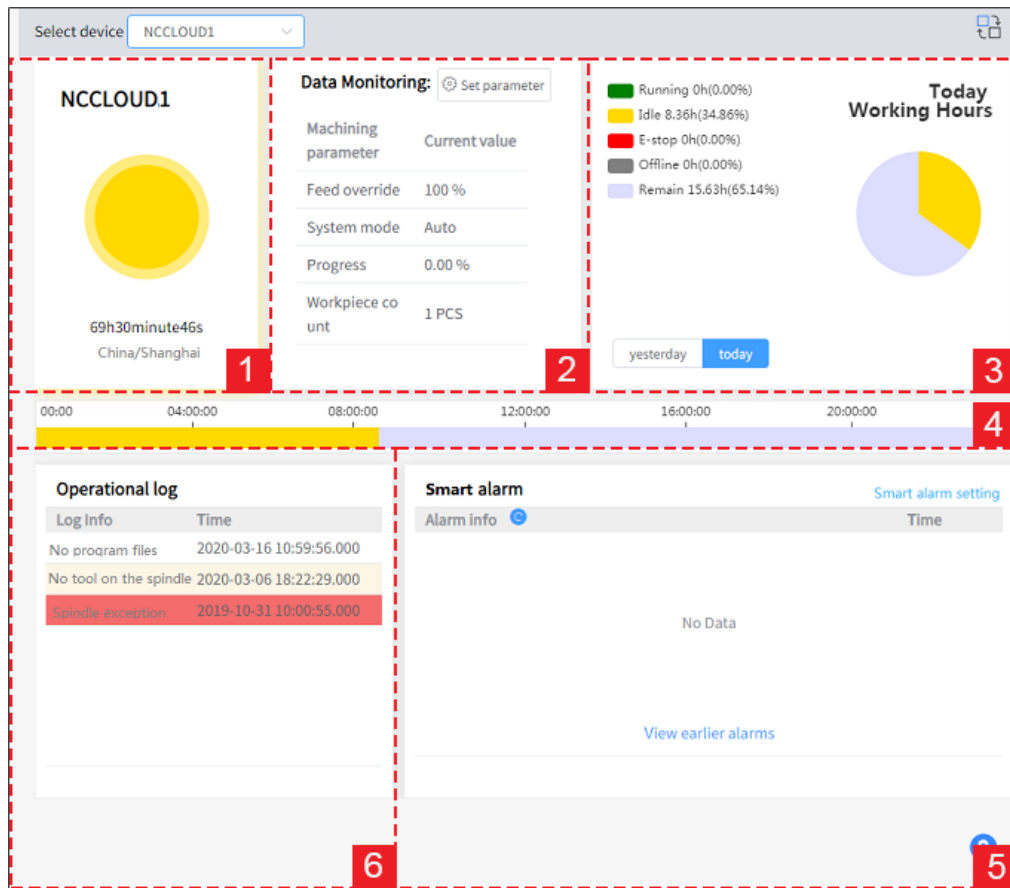 Select device NCCLOUD1
NCCLOUD1
69h30minute46s
China/Shanghai
1
Data Monitoring: Set parameter
Machining
parameter
Current value
Feed override 100 %
System mode Auto
Progress 0.00 %
Workpiece co
unt
1 PCS
2
Running 0h(0.00%)
Idle 8.36h(34.86%)
E-stop 0h(0.00%)
Offline 0h(0.00%)
Remain 15.63h(65.14%)
Today
Working Hours
yesterday today
3
00:00 04:00:00 08:00:00 12:00:00 16:00:00 20:00:00
4
Operational log
Log Info Time
No program files 2020-03-16 10:59:56.000
No tool on the spindle 2020-03-06 18:22:29.000
Spindle exception 2019-10-31 10:00:55.000
6
Smart alarm Smart alarm setting
Alarm info Time
No Data
View earlier alarms
5